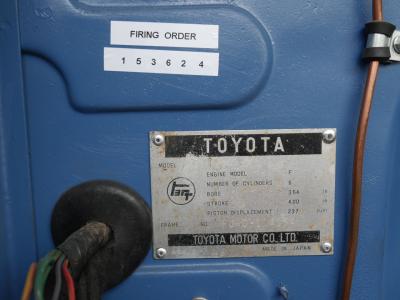 FIRING ORDER
1 5 3 6 2 4
TOYOTA
MODEL
ENGINE MODEL F
NUMBER OF CYLINDERS 6
BORE 3.54 IN
STROKE 4.00 IN
PISTON DISPLACEMENT 237
FRAME NO.
TOYOTA MOTOR CO., LTD.
MADE IN JAPAN